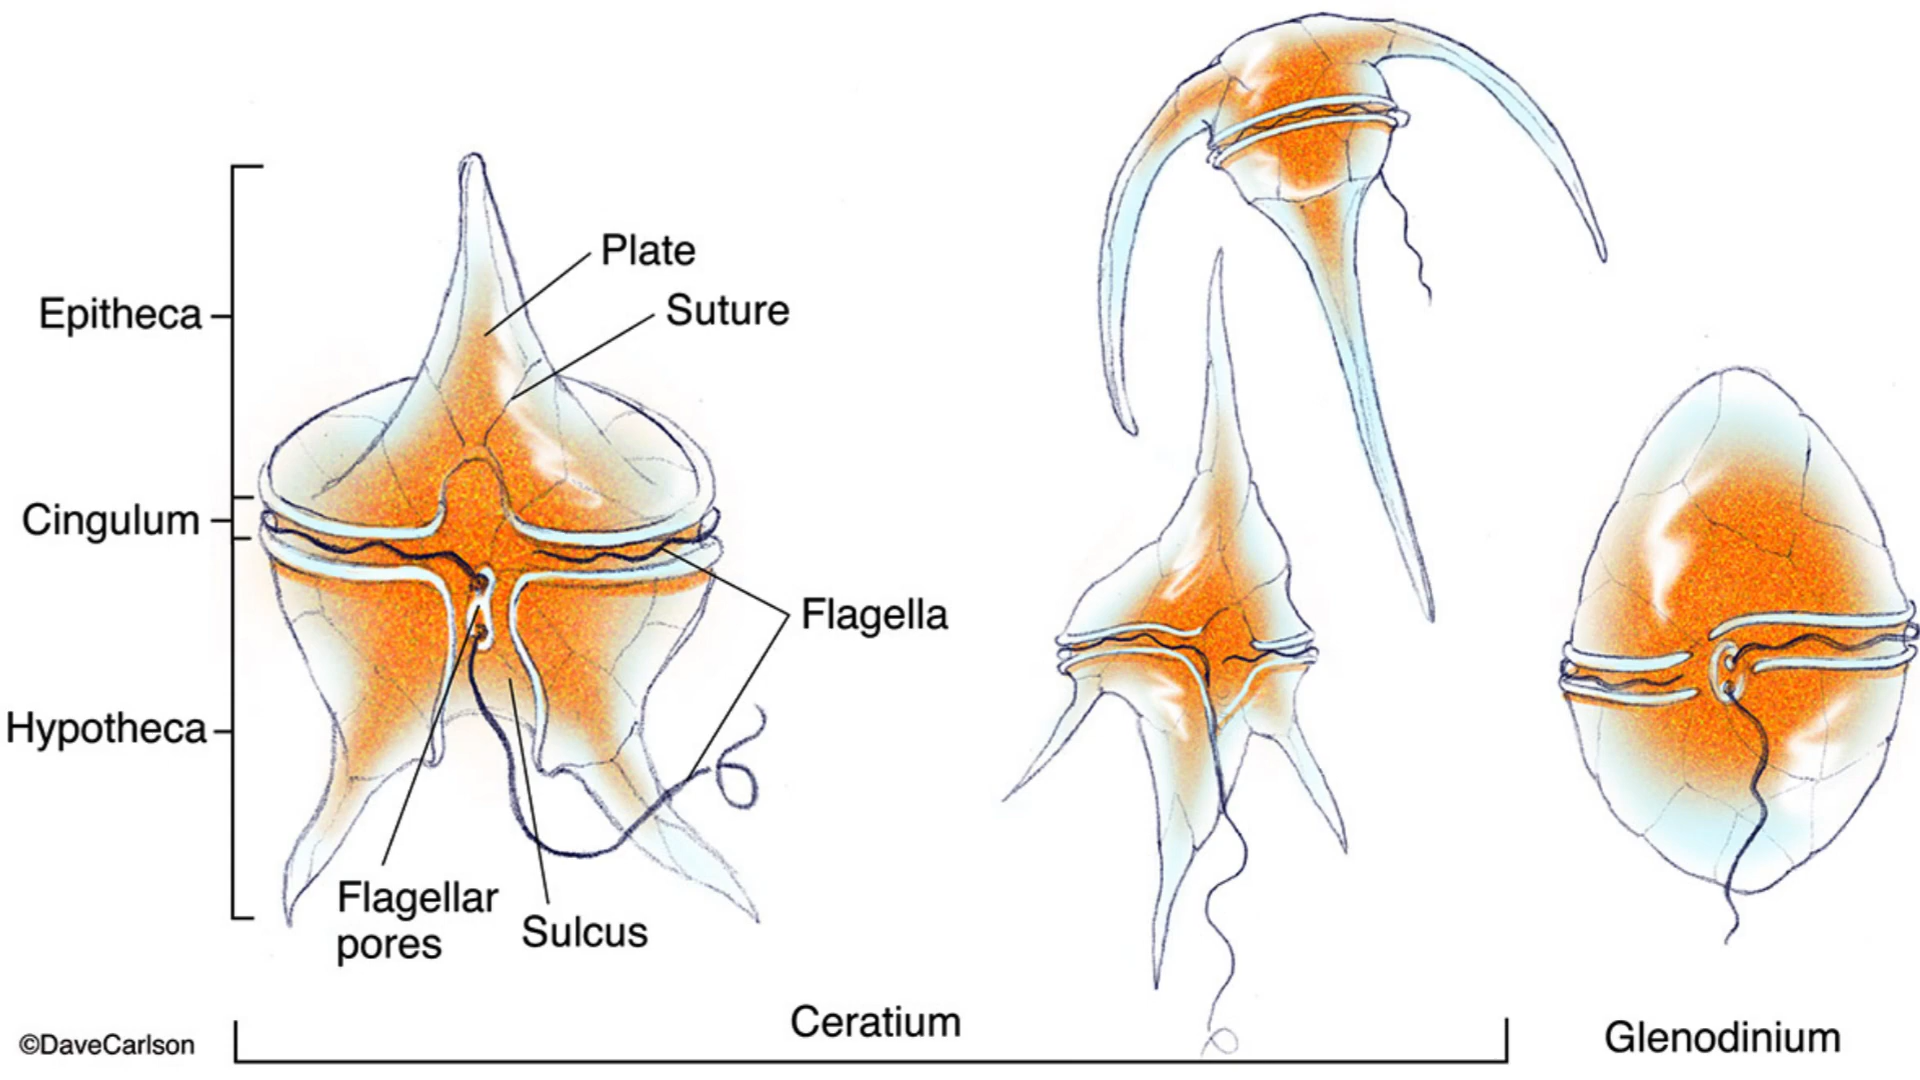 Plate
Suture
Epitheca
Cingulum
Flagella
Hypotheca
Flagellar
pores
Sulcus
Ceratium
Glenodinium
©DaveCarlson